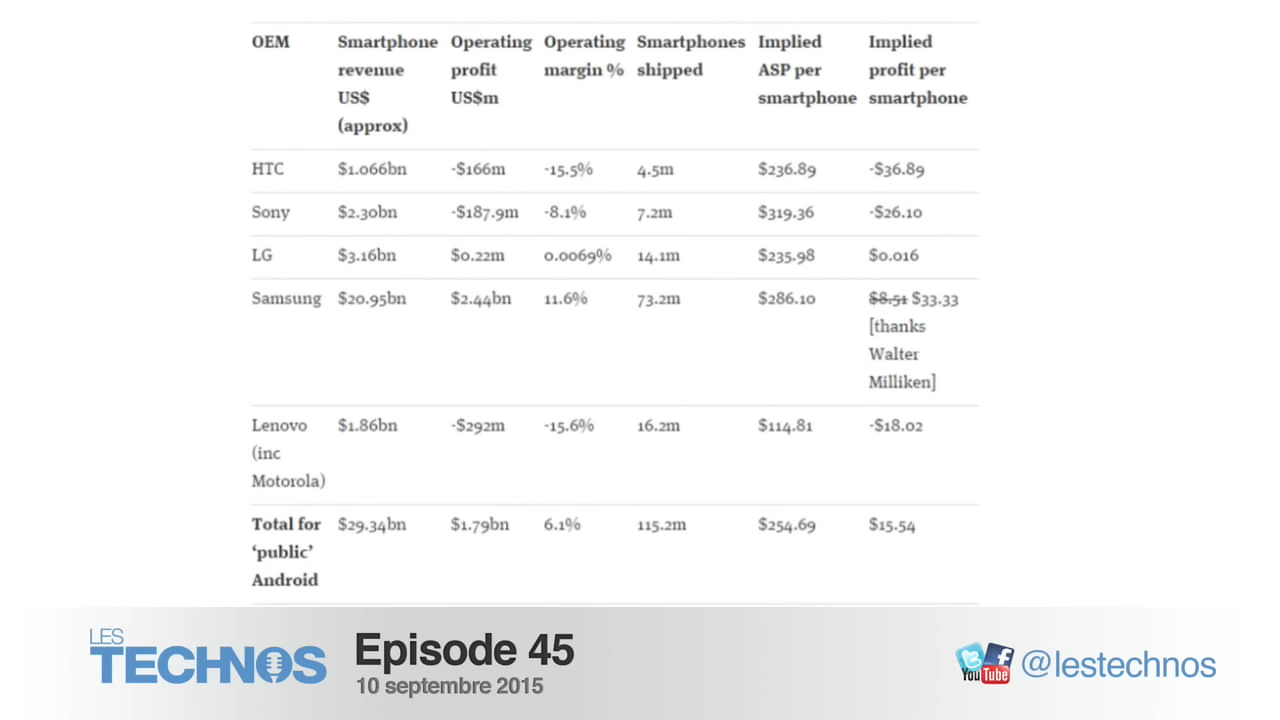 OEM Smartphone Operating Operating Smartphones Implied Implied
revenue profit margin % shipped ASP per profit per
US$ US$m smartphone smartphone
(approx)
HTC $1.066bn -$166m -15.5% 4.5m $236.89 -$36.89
Sony $2.30bn -$187.9m -8.1% 7.2m $319.36 -$26.10
LG $3.16bn $0.22m 0.0069% 14.1m $235.98 $0.016
Samsung $20.95bn $2.44bn 11.6% 73.2m $286.10 $8.51 $33.33
[thanks
Walter
Milliken]
Lenovo $1.86bn -$292m -15.6% 16.2m $114.81 -$18.02
(inc
Motorola)
Total for $29.34bn $1.79bn 6.1% 115.2m $254.69 $15.54
‘public’
Android
LES
TECHNOS
Episode 45
10 septembre 2015
You Tube
@lestechnos